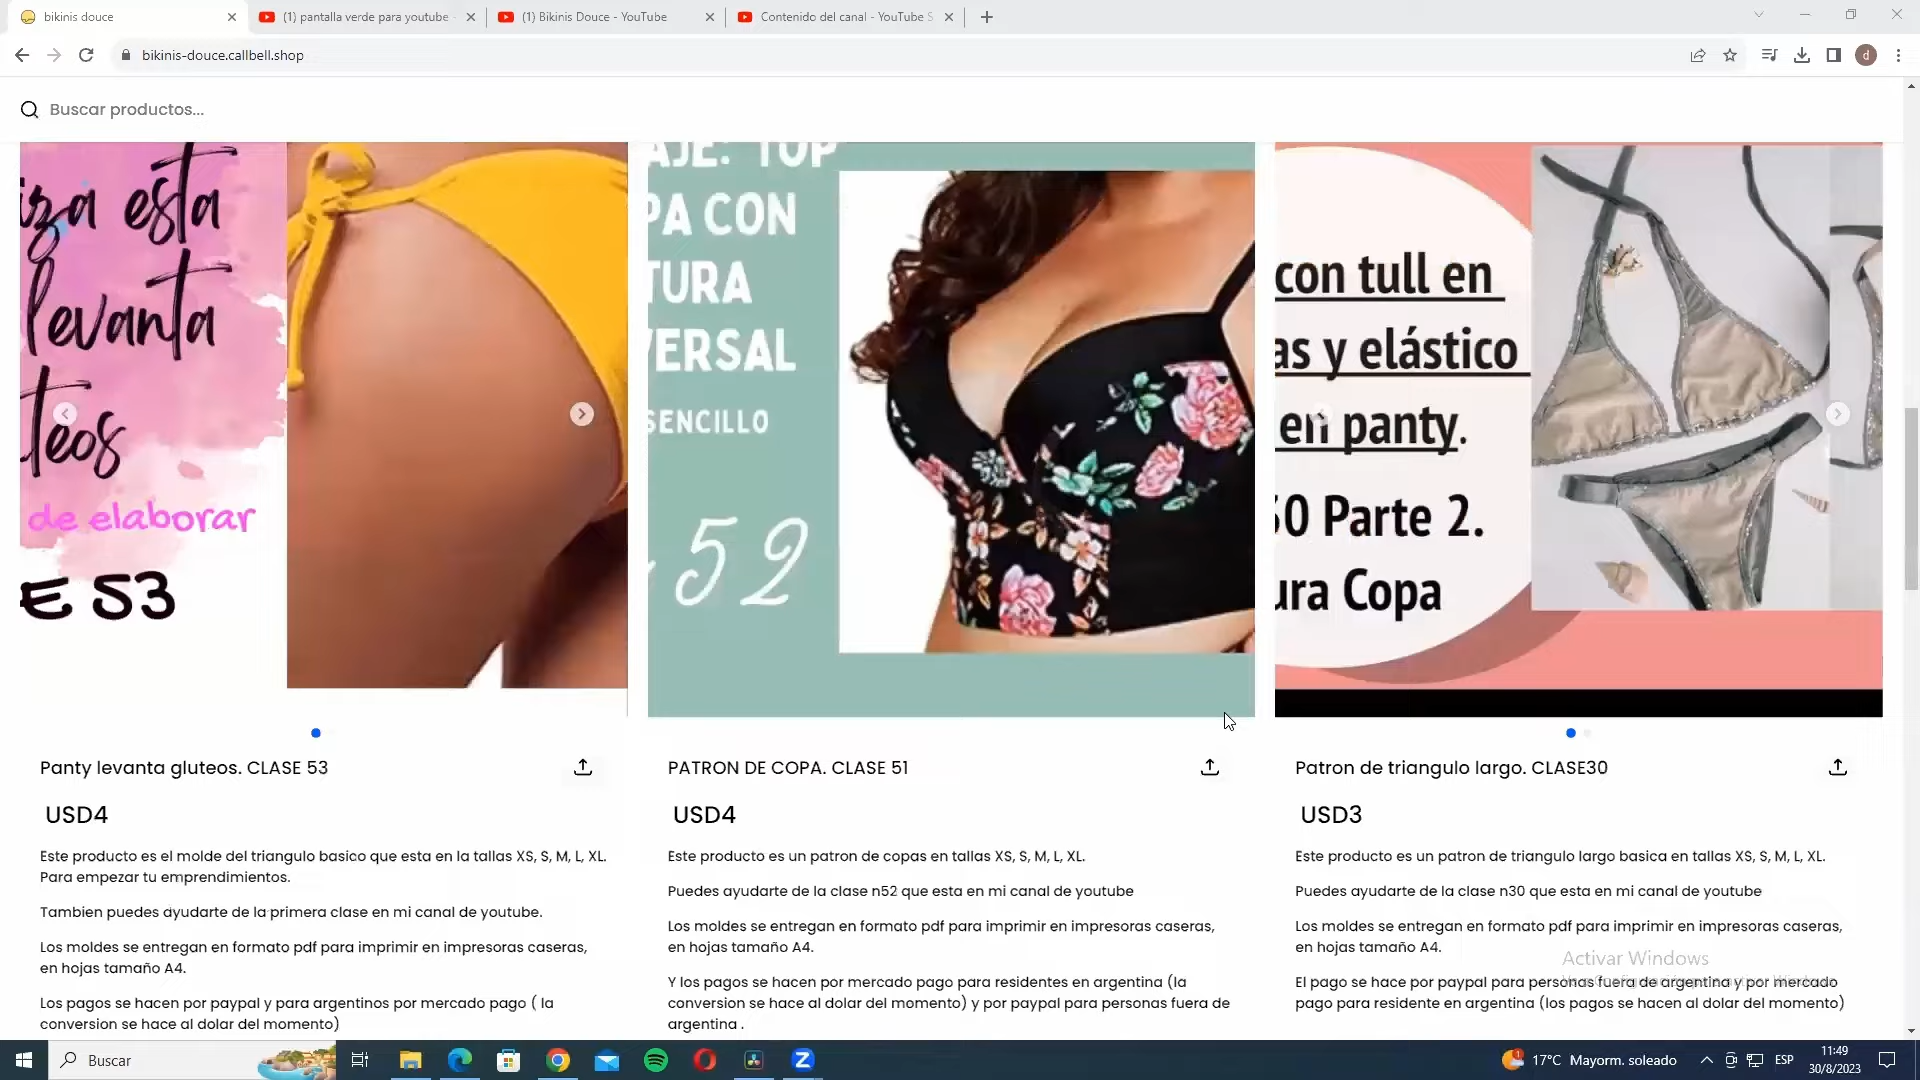 bikinis douce
(1) pantalla verde para youtube -
(1) Bikinis Douce - YouTube
Contenido del canal - YouTube S
bikinis-douce.callbell.shop
d
Buscar productos...
iza esta
levanta
teos
de elaborar
E 53
AJE: TOP
PA CON
TURA
VERSAL
SENCILLO
52
con tull en
as y elástico
en panty.
30 Parte 2.
ura Copa
Panty levanta gluteos. CLASE 53
USD4
Este producto es el molde del triangulo basico que esta en la tallas XS, S, M, L, XL.
Para empezar tu emprendimientos.
Tambien puedes ayudarte de la primera clase en mi canal de youtube.
Los moldes se entregan en formato pdf para imprimir en impresoras caseras,
en hojas tamaño A4.
Los pagos se hacen por paypal y para argentinos por mercado pago ( la
conversion se hace al dolar del momento)
PATRON DE COPA. CLASE 51
USD4
Este producto es un patron de copas en tallas XS, S, M, L, XL.
Puedes ayudarte de la clase n52 que esta en mi canal de youtube
Los moldes se entregan en formato pdf para imprimir en impresoras caseras,
en hojas tamaño A4.
Y los pagos se hacen por mercado pago para residentes en argentina (la
conversion se hace al dolar del momento) y por paypal para personas fuera de
argentina .
Patron de triangulo largo. CLASE30
USD3
Este producto es un patron de triangulo largo basica en tallas XS, S, M, L, XL.
Puedes ayudarte de la clase n30 que esta en mi canal de youtube
Los moldes se entregan en formato pdf para imprimir en impresoras caseras,
en hojas tamaño A4.
El pago se hace por paypal para personas fuera de argentina y por mercado
pago para residente en argentina (los pagos se hacen al dolar del momento)
Activar Windows
Buscar
17°C Mayorm. soleado
ESP
11:49
30/8/2023